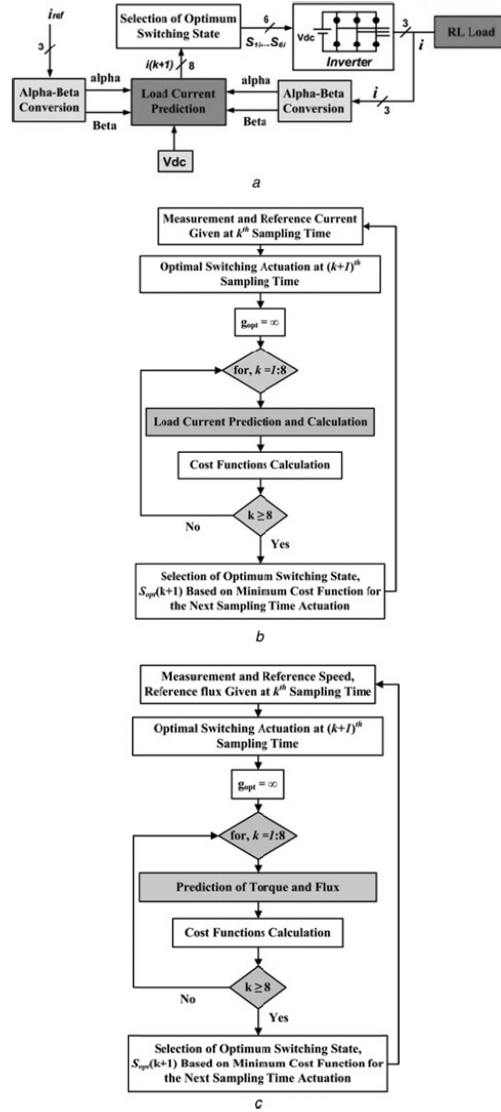 i_ref
3
Alpha-Beta
Conversion
alpha
Beta
Selection of Optimum
Switching State
i(k+1)
8
Load Current
Prediction
Vdc
6
S1i...S6i
Vdc
Inverter
3
i
RL Load
alpha
Beta
Alpha-Beta
Conversion
i
3
a
Measurement and Reference Current
Given at kth Sampling Time
Optimal Switching Actuation at (k+1)th
Sampling Time
gopt = ∞
for, k =1:8
Load Current Prediction and Calculation
Cost Functions Calculation
k ≥ 8
No
Yes
Selection of Optimum Switching State,
Sopt(k+1) Based on Minimum Cost Function for
the Next Sampling Time Actuation
b
Measurement and Reference Speed,
Reference flux Given at kth Sampling Time
Optimal Switching Actuation at (k+1)th
Sampling Time
gopt = ∞
for, k =1:8
Prediction of Torque and Flux
Cost Functions Calculation
k ≥8
No
Yes
Selection of Optimum Switching State,
Sopt(k+1) Based on Minimum Cost Function for
the Next Sampling Time Actuation
c